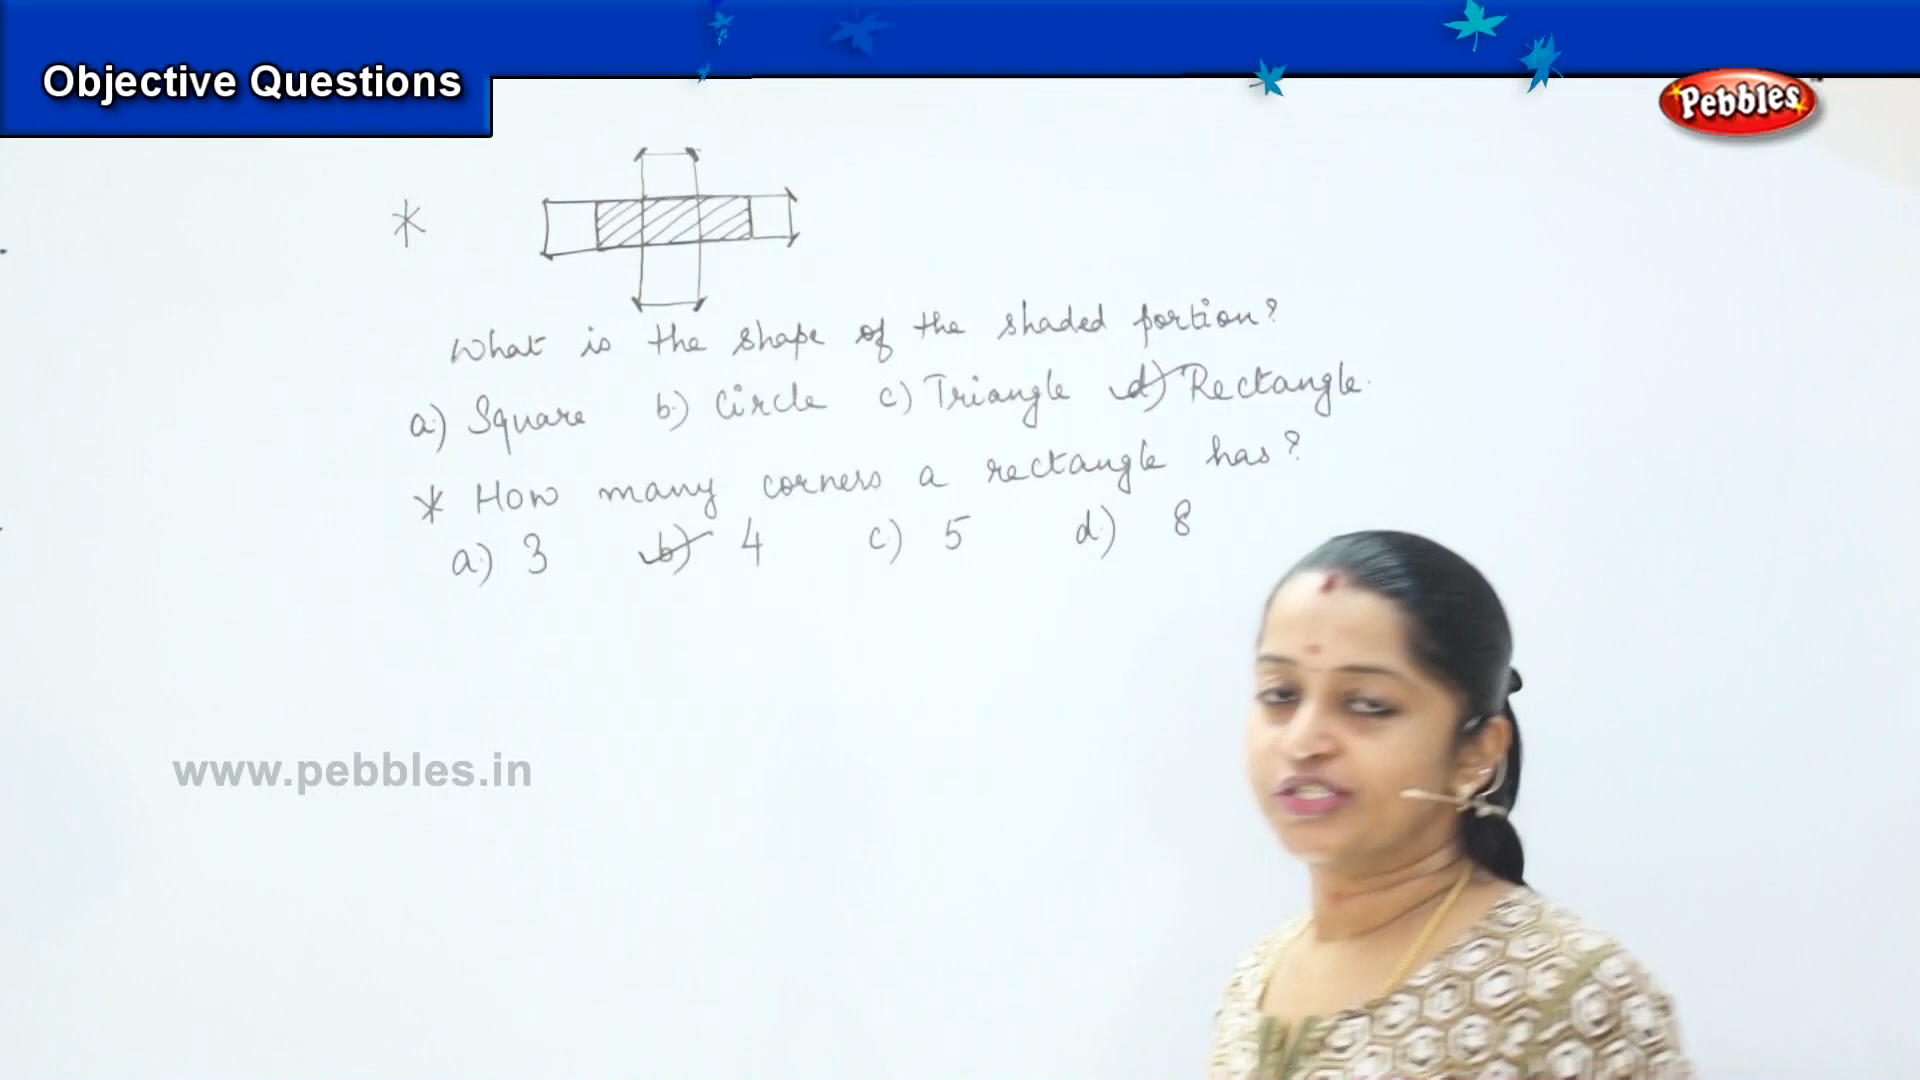 Objective Questions
Pebbles
*
What is the shape of the shaded portion?
a) Square b) Circle c) Triangle d) Rectangle.
* How many corners a rectangle has?
a) 3 b) 4 c) 5 d) 8
www.pebbles.in